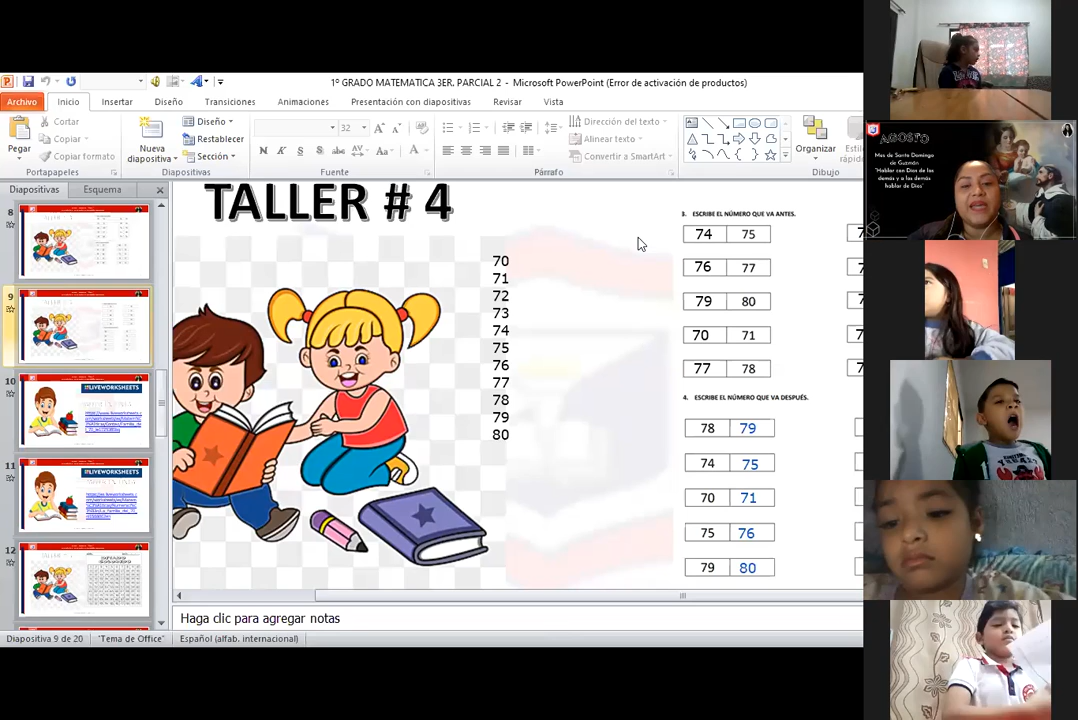 1º GRADO MATEMATICA 3ER. PARCIAL 2 - Microsoft PowerPoint (Error de activación de productos)
Archivo Inicio Insertar Diseño Transiciones Animaciones Presentación con diapositivas Revisar Vista
Pegar
Cortar
Copiar
Copiar formato
Portapapeles
Nueva diapositiva
Diseño
Restablecer
Sección
Diapositivas
32
N K S abc AV Aa A
Fuente
Párrafo
Dirección del texto
Alinear texto
Convertir a SmartArt
Organizar
Estilos
Dibujo
Diapositivas Esquema
8
9
10
LIVEWORKSHEETS
11
LIVEWORKSHEETS
12
TALLER # 4
70
71
72
73
74
75
76
77
78
79
80
3. ESCRIBE EL NÚMERO QUE VA ANTES.
74 75
76 77
79 80
70 71
77 78
4. ESCRIBE EL NÚMERO QUE VA DESPUÉS.
78 79
74 75
70 71
75 76
79 80
Haga clic para agregar notas
Diapositiva 9 de 20 "Tema de Office" Español (alfab. internacional)
AGOSTO
Mes de Santo Domingo
de Guzmán
"Hablar con Dios de los
demás y a los demás
hablar de Dios"